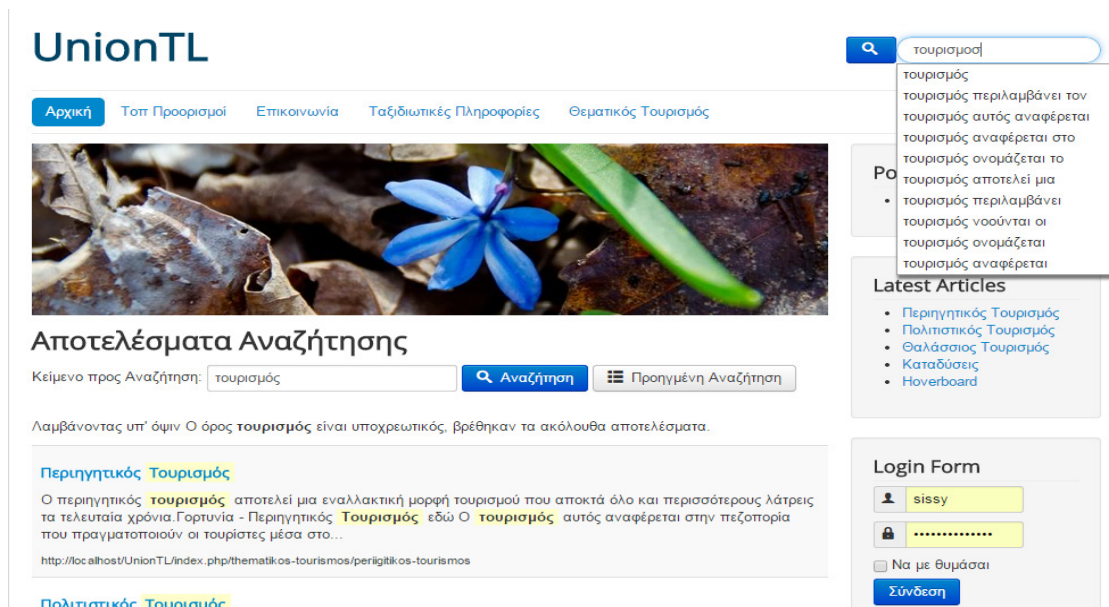 UnionTL
τουρισμοσ
τουρισμός
τουρισμός περιλαμβάνει τον
τουρισμός αυτός αναφέρεται
τουρισμός αναφέρεται στο
τουρισμός ονομάζεται το
τουρισμός αποτελεί μια
τουρισμός περιλαμβάνει
τουρισμός νοούνται οι
τουρισμός ονομάζεται
τουρισμός αναφέρεται
Αρχική Τοπ Προορισμοί Επικοινωνία Ταξιδιωτικές Πληροφορίες Θεματικός Τουρισμός
Po
Latest Articles
Περιηγητικός Τουρισμός
Πολιτιστικός Τουρισμός
Θαλάσσιος Τουρισμός
Καταδύσεις
Hoverboard
Αποτελέσματα Αναζήτησης
Κείμενο προς Αναζήτηση: τουρισμός Αναζήτηση Προηγμένη Αναζήτηση
Λαμβάνοντας υπ' όψιν Ο όρος τουρισμός είναι υποχρεωτικός, βρέθηκαν τα ακόλουθα αποτελέσματα.
Περιηγητικός Τουρισμός
Ο περιηγητικός τουρισμός αποτελεί μια εναλλακτική μορφή τουρισμού που αποκτά όλο και περισσότερους λάτρεις
τα τελευταία χρόνια.Γορτυνία - Περιηγητικός Τουρισμός εδώ Ο τουρισμός αυτός αναφέρεται στην πεζοπορία
που πραγματοποιούν οι τουρίστες μέσα στο...
http://localhost/UnionTL/index.php/thematikos-tourismos/periigitikos-tourismos
Πολιτιστικός Τουρισμός
Login Form
sissy
Να με θυμάσαι
Σύνδεση